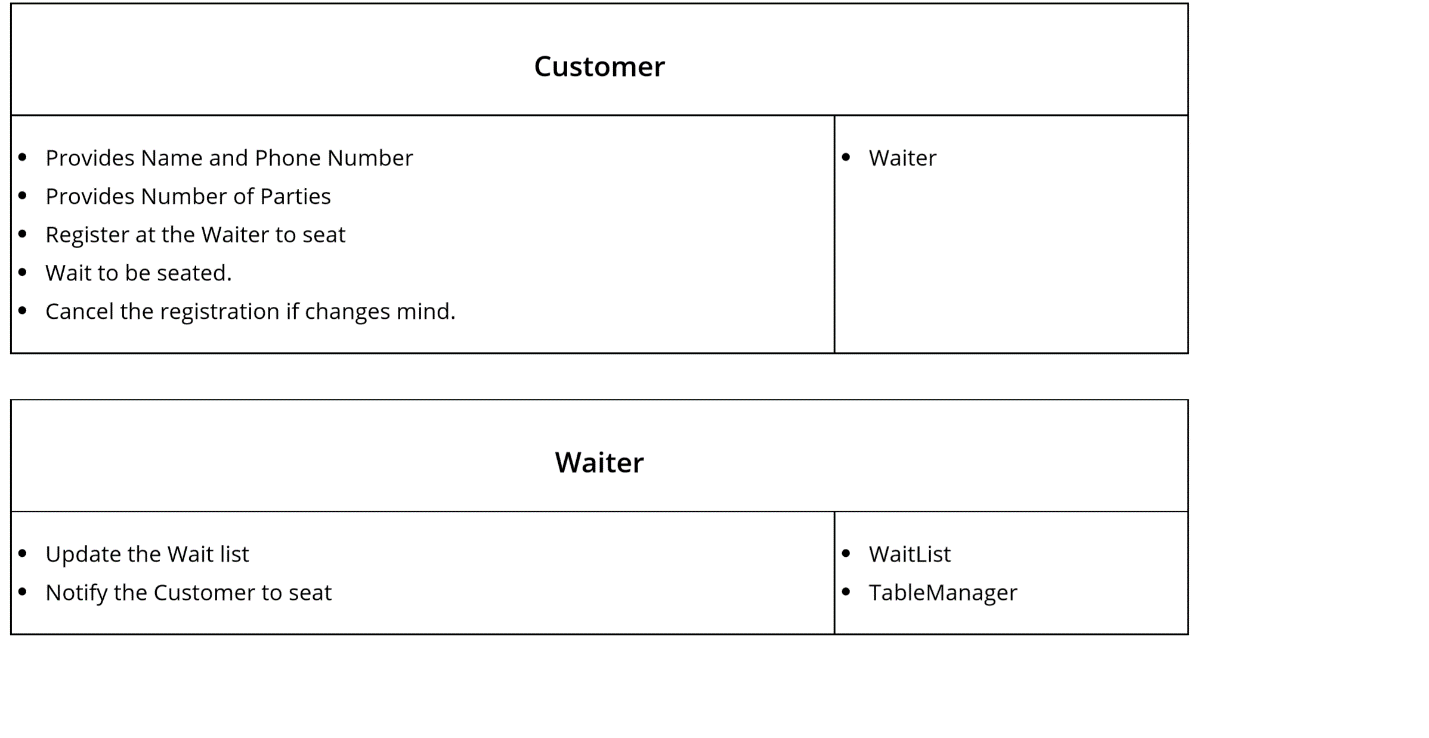 Customer
• Provides Name and Phone Number
• Provides Number of Parties
• Register at the Waiter to seat
• Wait to be seated.
• Cancel the registration if changes mind.
• Waiter
Waiter
• Update the Wait list
• Notify the Customer to seat
• WaitList
• TableManager